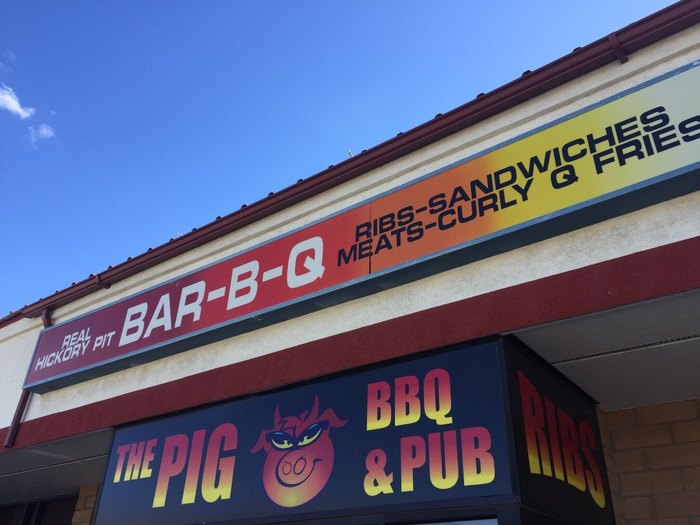 REAL
HICKORY PIT
BAR-B-Q
RIBS-SANDWICHES
MEATS-CURLY Q FRIES
THE PIG
BBQ
& PUB
RIBS